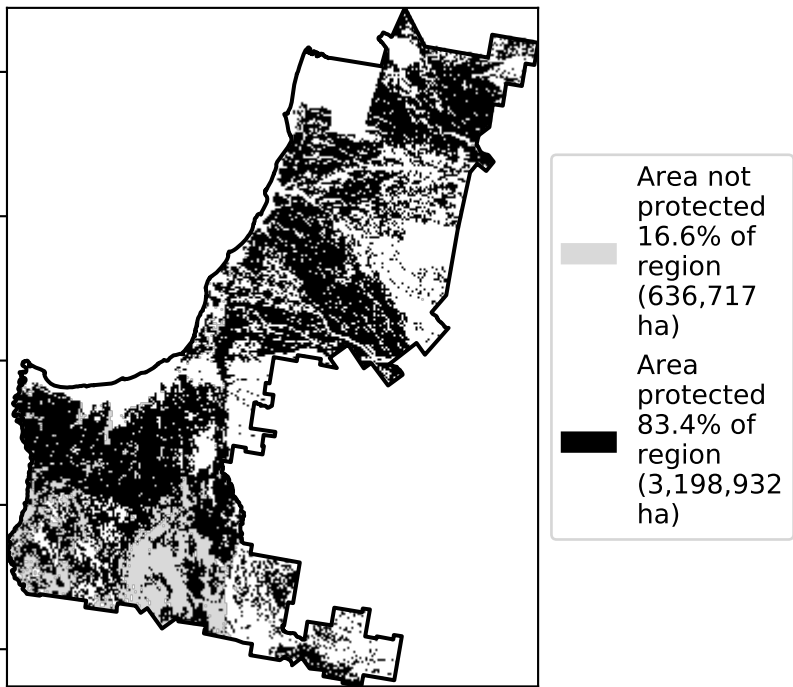 Area not
protected
16.6% of
region
(636,717
ha)
Area
protected
83.4% of
region
(3,198,932
ha)